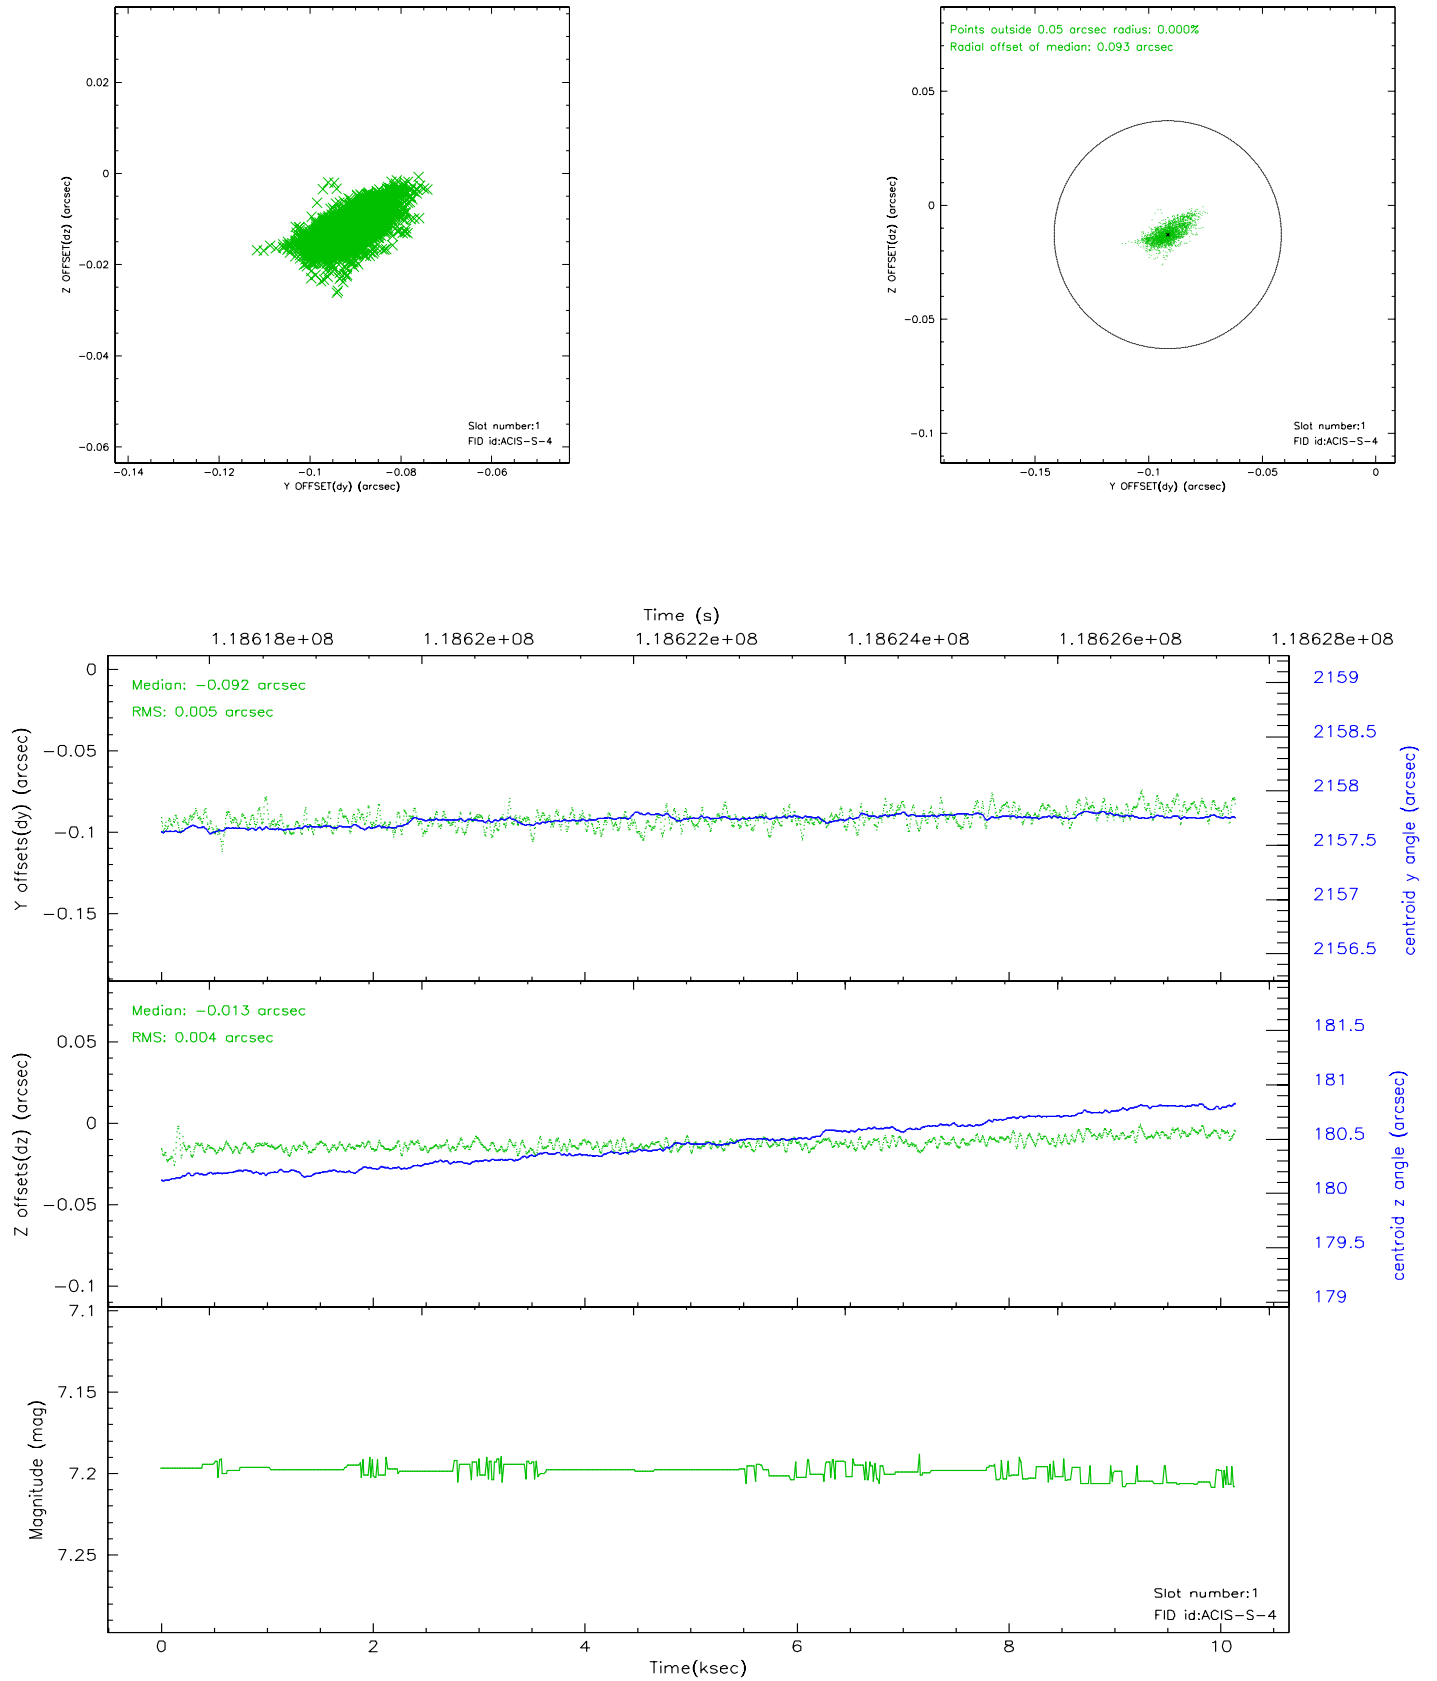 0.02
0
-0.02
-0.04
-0.06
Z OFFSET(dz) (arcsec)
Slot number:1
FID id:ACIS-S-4
-0.14 -0.12 -0.1 -0.08 -0.06
Y OFFSET(dy) (arcsec)
Points outside 0.05 arcsec radius: 0.000%
Radial offset of median: 0.093 arcsec
0.05
0
-0.05
-0.1
Z OFFSET(dz) (arcsec)
Slot number:1
FID id:ACIS-S-4
-0.15 -0.1 -0.05 0
Y OFFSET(dy) (arcsec)
Time (s)
1.18618e+08 1.1862e+08 1.18622e+08 1.18624e+08 1.18626e+08 1.18628e+08
Median: -0.092 arcsec
RMS: 0.005 arcsec
0
-0.05
-0.1
-0.15
Y offsets(dy) (arcsec)
2159
2158.5
2158
2157.5
2157
2156.5
centroid y angle (arcsec)
Median: -0.013 arcsec
RMS: 0.004 arcsec
0.05
0
-0.05
-0.1
Z offsets(dz) (arcsec)
181.5
181
180.5
180
179.5
179
centroid z angle (arcsec)
7.1
7.15
7.2
7.25
Magnitude (mag)
Slot number:1
FID id:ACIS-S-4
0 2 4 6 8 10
Time(ksec)